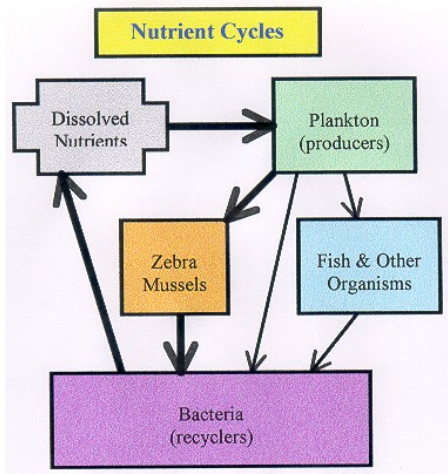 Nutrient Cycles
Dissolved
Nutrients
Plankton
(producers)
Zebra
Mussels
Fish & Other
Organisms
Bacteria
(recyclers)